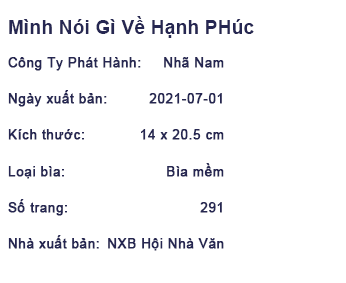 Mình Nói Gì Về Hạnh PHúc
Công Ty Phát Hành: Nhã Nam
Ngày xuất bản: 2021-07-01
Kích thước: 14 x 20.5 cm
Loại bìa: Bìa mềm
Số trang: 291
Nhà xuất bản: NXB Hội Nhà Văn